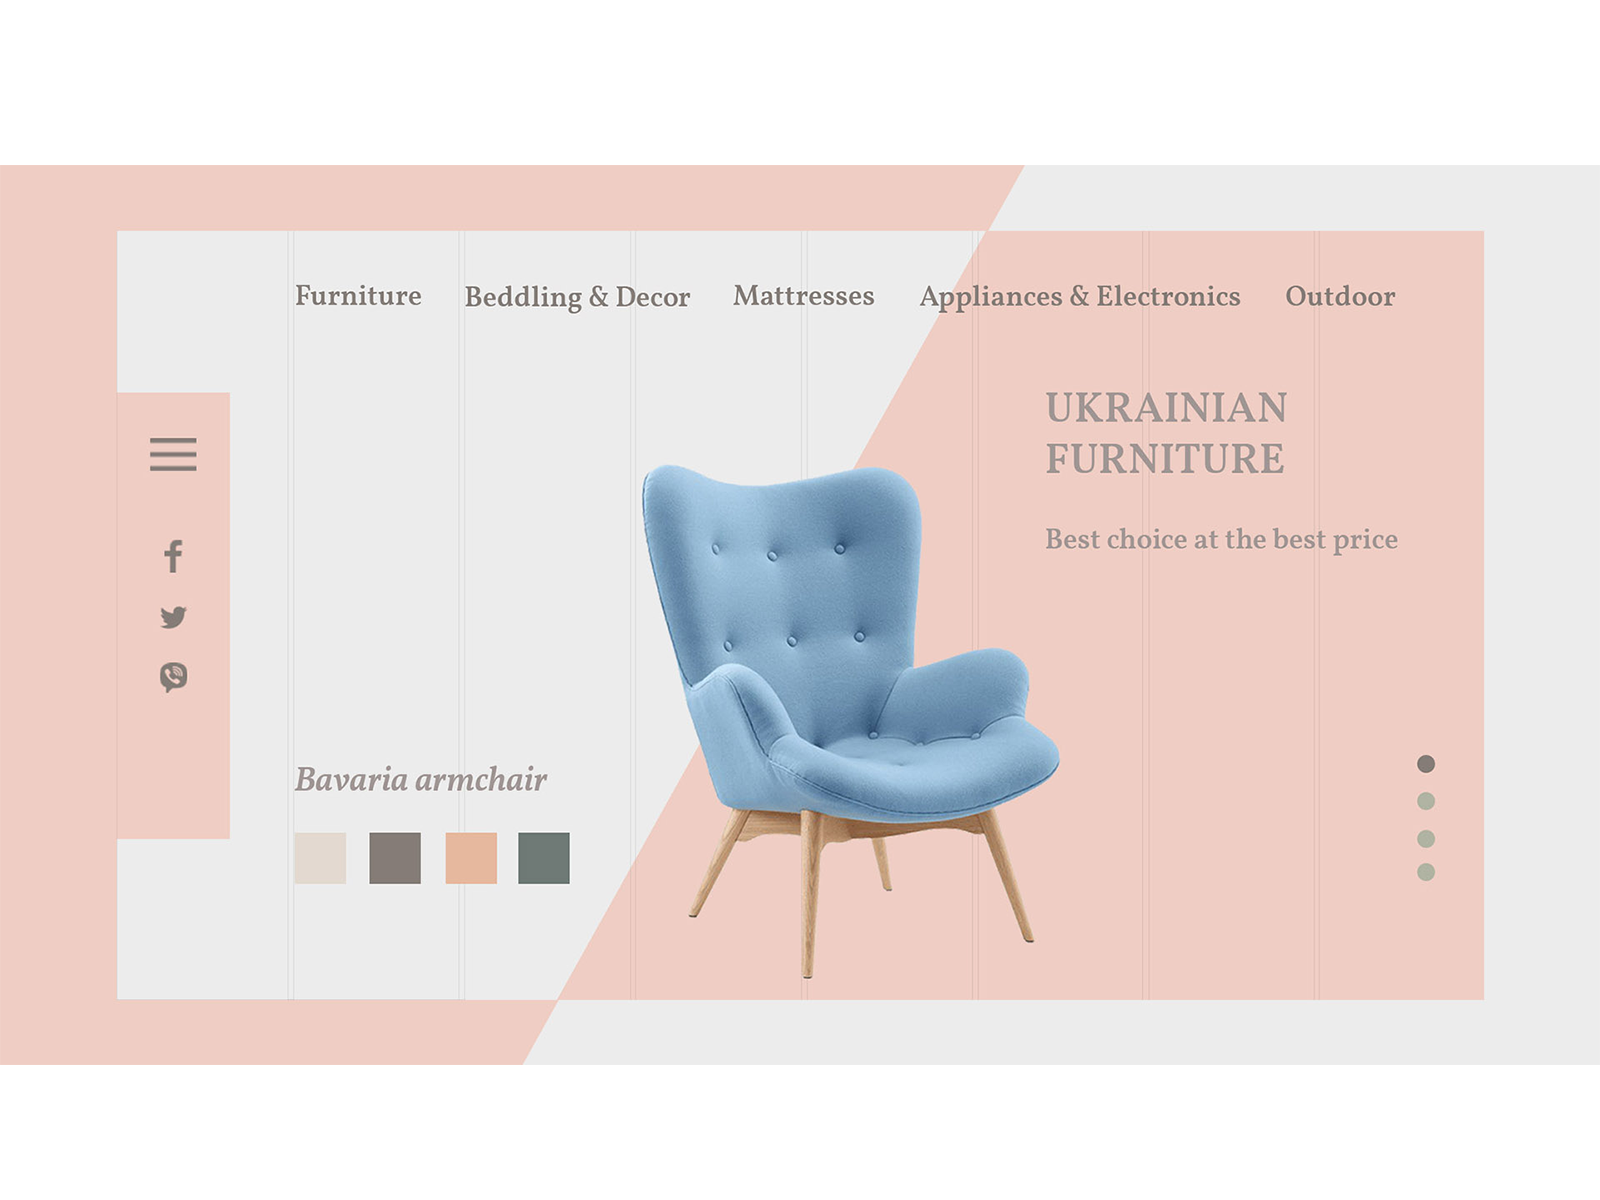 Furniture
Beddling & Decor
Mattresses
Appliances & Electronics
Outdoor
UKRAINIAN
FURNITURE
Best choice at the best price
Bavaria armchair